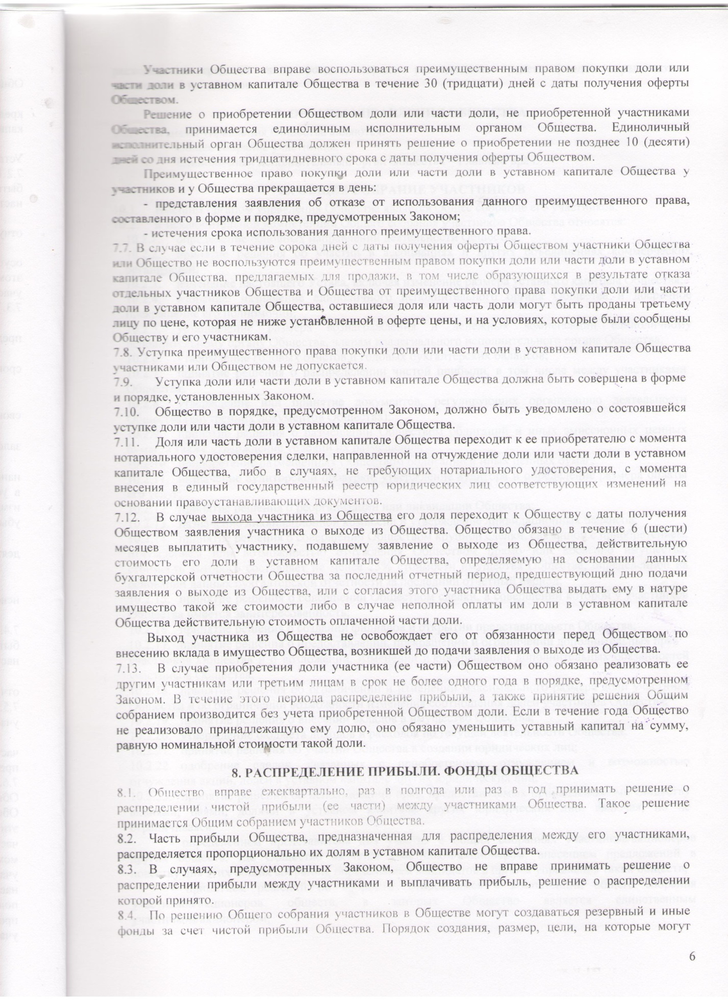 Участники Общества вправе воспользоваться преимущественным правом покупки доли или
части доли в уставном капитале Общества в течение 30 (тридцати) дней с даты получения оферты
Обществом.
Решение о приобретении Обществом доли или части доли, не приобретенной участниками
Общества, принимается единоличным исполнительным органом Общества. Единоличный
исполнительный орган Общества должен принять решение о приобретении не позднее 10 (десяти)
дней со дня истечения тридцатидневного срока с даты получения оферты Обществом.
Преимущественное право покупки доли или части доли в уставном капитале Общества у
участников и у Общества прекращается в день:
- представления заявления об отказе от использования данного преимущественного права,
составленного в форме и порядке, предусмотренных Законом;
- истечения срока использования данного преимущественного права.
7.7. В случае если в течение сорока дней с даты получения оферты Обществом участники Общества
или Общество не воспользуются преимущественным правом покупки доли или части доли в уставном
капитале Общества, предлагаемых для продажи, в том числе образующихся в результате отказа
отдельных участников Общества и Общества от преимущественного права покупки доли или части
доли в уставном капитале Общества, оставшиеся доля или часть доли могут быть проданы третьему
лицу по цене, которая не ниже установленной в оферте цены, и на условиях, которые были сообщены
Обществу и его участникам.
7.8. Уступка преимущественного права покупки доли или части доли в уставном капитале Общества
участниками или Обществом не допускается.
7.9. Уступка доли или части доли в уставном капитале Общества должна быть совершена в форме
и порядке, установленных Законом.
7.10. Общество в порядке, предусмотренном Законом, должно быть уведомлено о состоявшейся
уступке доли или части доли в уставном капитале Общества.
7.11. Доля или часть доли в уставном капитале Общества переходит к ее приобретателю с момента
нотариального удостоверения сделки, направленной на отчуждение доли или части доли в уставном
капитале Общества, либо в случаях, не требующих нотариального удостоверения, с момента
внесения в единый государственный реестр юридических лиц соответствующих изменений на
основании правоустанавливающих документов.
7.12. В случае выхода участника из Общества его доля переходит к Обществу с даты получения
Обществом заявления участника о выходе из Общества. Общество обязано в течение 6 (шести)
месяцев выплатить участнику, подавшему заявление о выходе из Общества, действительную
стоимость его доли в уставном капитале Общества, определяемую на основании данных
бухгалтерской отчетности Общества за последний отчетный период, предшествующий дню подачи
заявления о выходе из Общества, или с согласия этого участника Общества выдать ему в натуре
имущество такой же стоимости либо в случае неполной оплаты им доли в уставном капитале
Общества действительную стоимость оплаченной части доли.
Выход участника из Общества не освобождает его от обязанности перед Обществом по
внесению вклада в имущество Общества, возникшей до подачи заявления о выходе из Общества.
7.13. В случае приобретения доли участника (ее части) Обществом оно обязано реализовать ее
другим участникам или третьим лицам в срок не более одного года в порядке, предусмотренном
Законом. В течение этого периода распределение прибыли, а также принятие решения Общим
собранием производится без учета приобретенной Обществом доли. Если в течение года Общество
не реализовало принадлежащую ему долю, оно обязано уменьшить уставный капитал на сумму,
равную номинальной стоимости такой доли.
8. РАСПРЕДЕЛЕНИЕ ПРИБЫЛИ. ФОНДЫ ОБЩЕСТВА
8.1. Общество вправе ежеквартально, раз в полгода или раз в год принимать решение о
распределении чистой прибыли (ее части) между участниками Общества. Такое решение
принимается Общим собранием участников Общества.
8.2. Часть прибыли Общества, предназначенная для распределения между его участниками,
распределяется пропорционально их долям в уставном капитале Общества.
8.3. В случаях, предусмотренных Законом, Общество не вправе принимать решение о
распределении прибыли между участниками и выплачивать прибыль, решение о распределении
которой принято.
8.4. По решению Общего собрания участников в Обществе могут создаваться резервный и иные
фонды за счет чистой прибыли Общества. Порядок создания, размер, цели, на которые могут
6